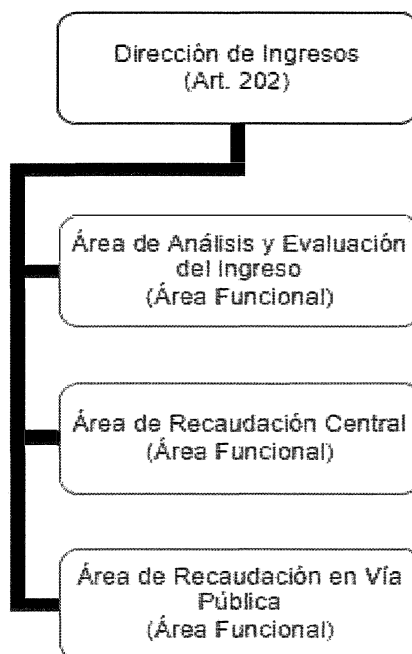 Dirección de Ingresos
(Art. 202)
Área de Análisis y Evaluación
del Ingreso
(Área Funcional)
Área de Recaudación Central
(Área Funcional)
Área de Recaudación en Vía
Pública
(Área Funcional)